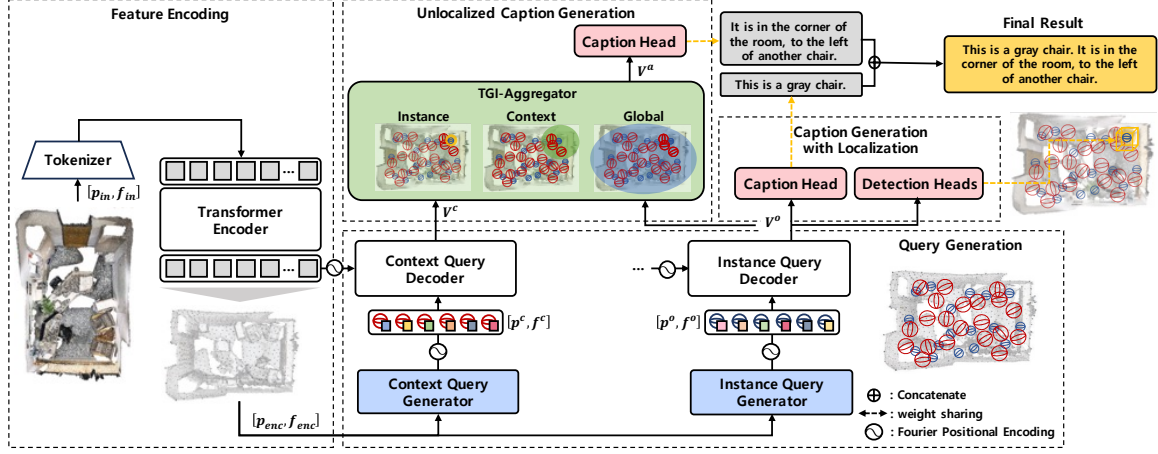 Feature Encoding
Tokenizer
[p_in, f_in]
Transformer
Encoder
[p_enc, f_enc]
Unlocalized Caption Generation
Caption Head
V^a
TGI-Aggregator
Instance
Context
Global
V^c
V^o
It is in the corner of
the room, to the left
of another chair.
This is a gray chair.
Final Result
This is a gray chair. It is in the
corner of the room, to the left
of another chair.
Caption Generation
with Localization
Caption Head
Detection Heads
Query Generation
Context Query
Decoder
[p^c, f^c]
Context Query
Generator
...
Instance Query
Decoder
[p^o, f^o]
Instance Query
Generator
: Concatenate
: weight sharing
: Fourier Positional Encoding